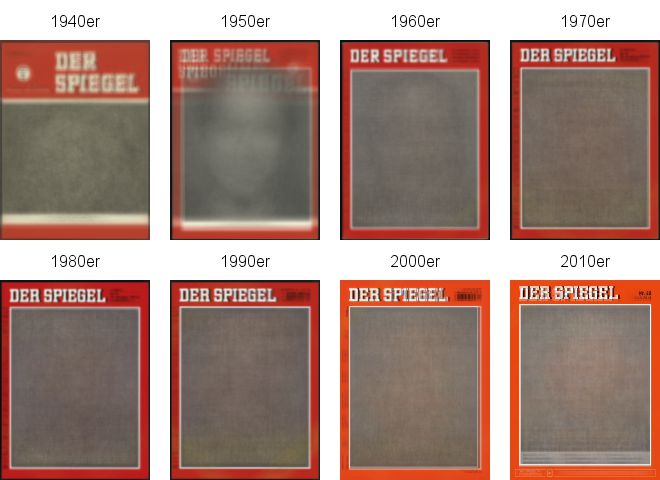 1940er
1950er
1960er
1970er
DER
SPIEGEL
DER SPIEGEL
SPIEGEL
DER SPIEGEL
DER SPIEGEL
1980er
1990er
2000er
2010er
DER SPIEGEL
DER SPIEGEL
DER SPIEGEL
DER SPIEGEL